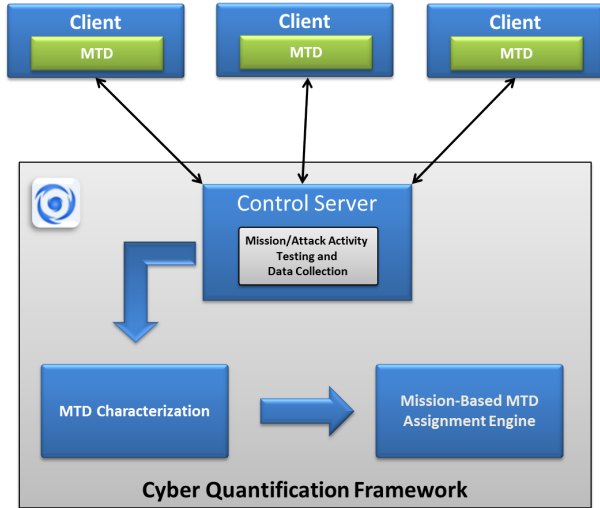 Client
MTD
Client
MTD
Client
MTD
Control Server
Mission/Attack Activity
Testing and
Data Collection
MTD Characterization
Mission-Based MTD
Assignment Engine
Cyber Quantification Framework